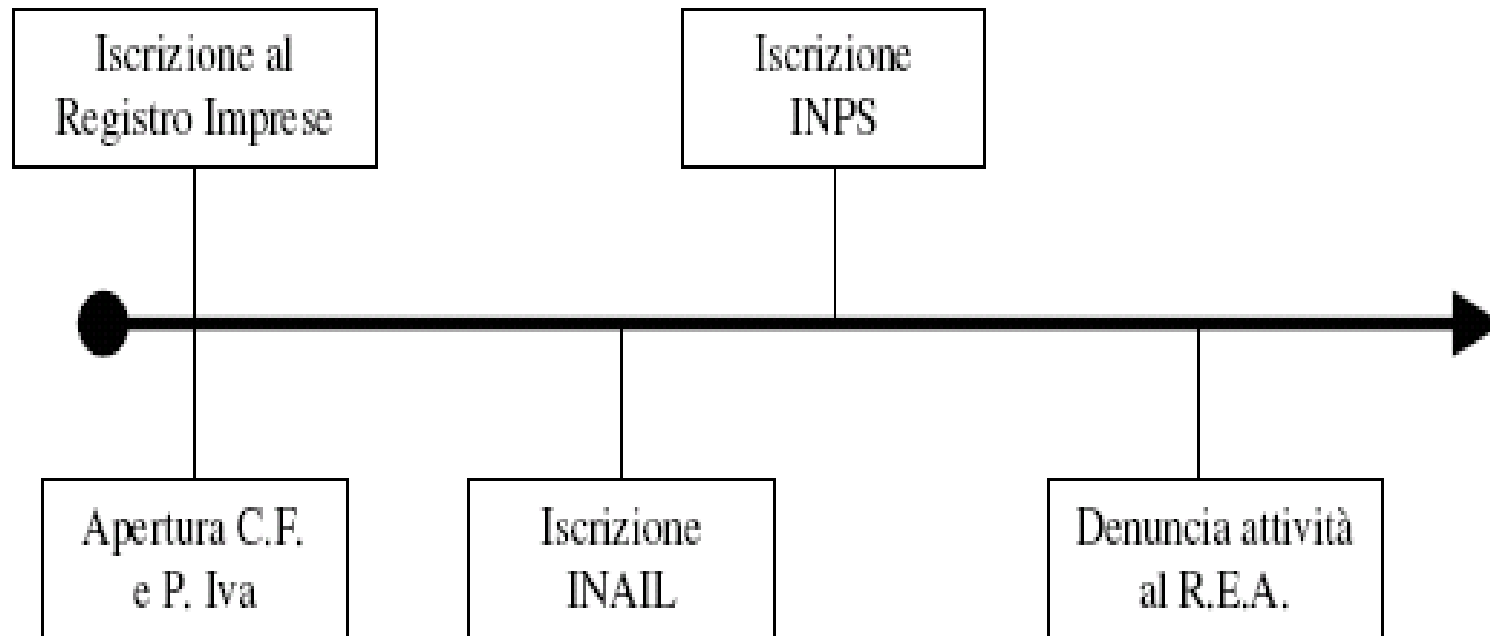 Iscrizione al
Registro Imprese
Iscrizione
INPS
Apertura C.F.
e P. Iva
Iscrizione
INAIL
Denuncia attività
al R.E.A.